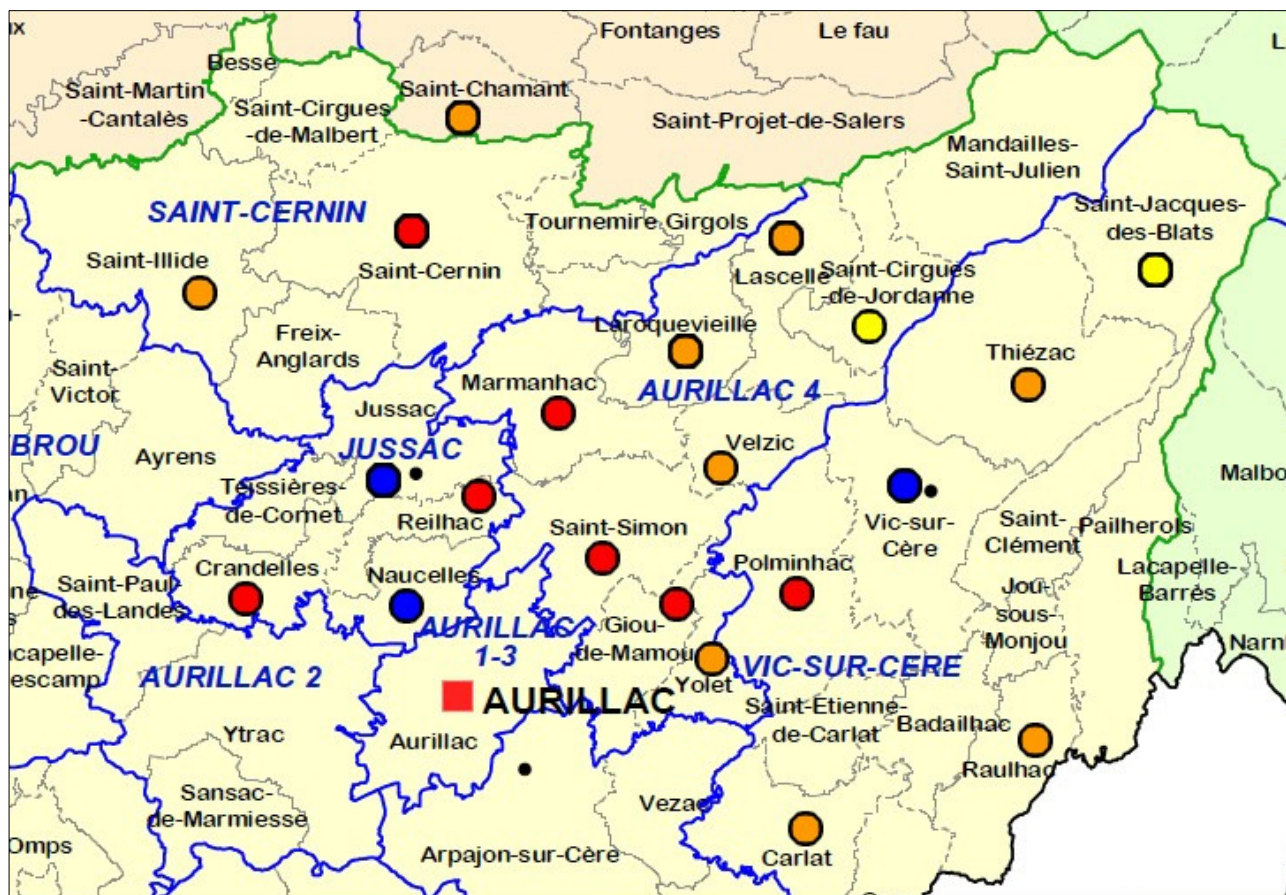 Fontanges
Le fau
Besse
Saint-Martin
-Cantalès
Saint-Chamant
Saint-Cirgues
-de-Malbert
Saint-Projet-de-Salers
Mandailles-
Saint-Julien
SAINT-CERNIN
Tournemire
Girgols
Saint-Jacques-
des-Blats
Saint-Illide
Saint-Cernin
Lascelle
Saint-Cirgues
-de-Jordanne
Freix-
Anglards
Laroquevieille
Thiézac
Saint-
Victor
Marmanhac
AURILLAC 4
Jussac
BROU
JUSSAC
Velzic
Ayrens
Malbo
Teissières-
de-Cornet
Reilhac
Saint-Simon
Vic-sur-
Cère
Saint-
Clément
Pailherols
Crandelles
Naucelles
Polminhac
Lacapelle-
Barrès
Saint-Paul
des-Landes
AURILLAC
1-3
Giou-
de-Mamou
Jou-
sous-
Monjou
Narn
acapelle-
escamp
AURILLAC 2
VIC-SUR-CERE
Yolet
AURILLAC
Saint-Etienne-
de-Carlat
Badailhac
Ytrac
Aurillac
Raulhac
Sansac-
de-Marmiesse
Vezac
Omps
Arpajon-sur-Cère
Carlat